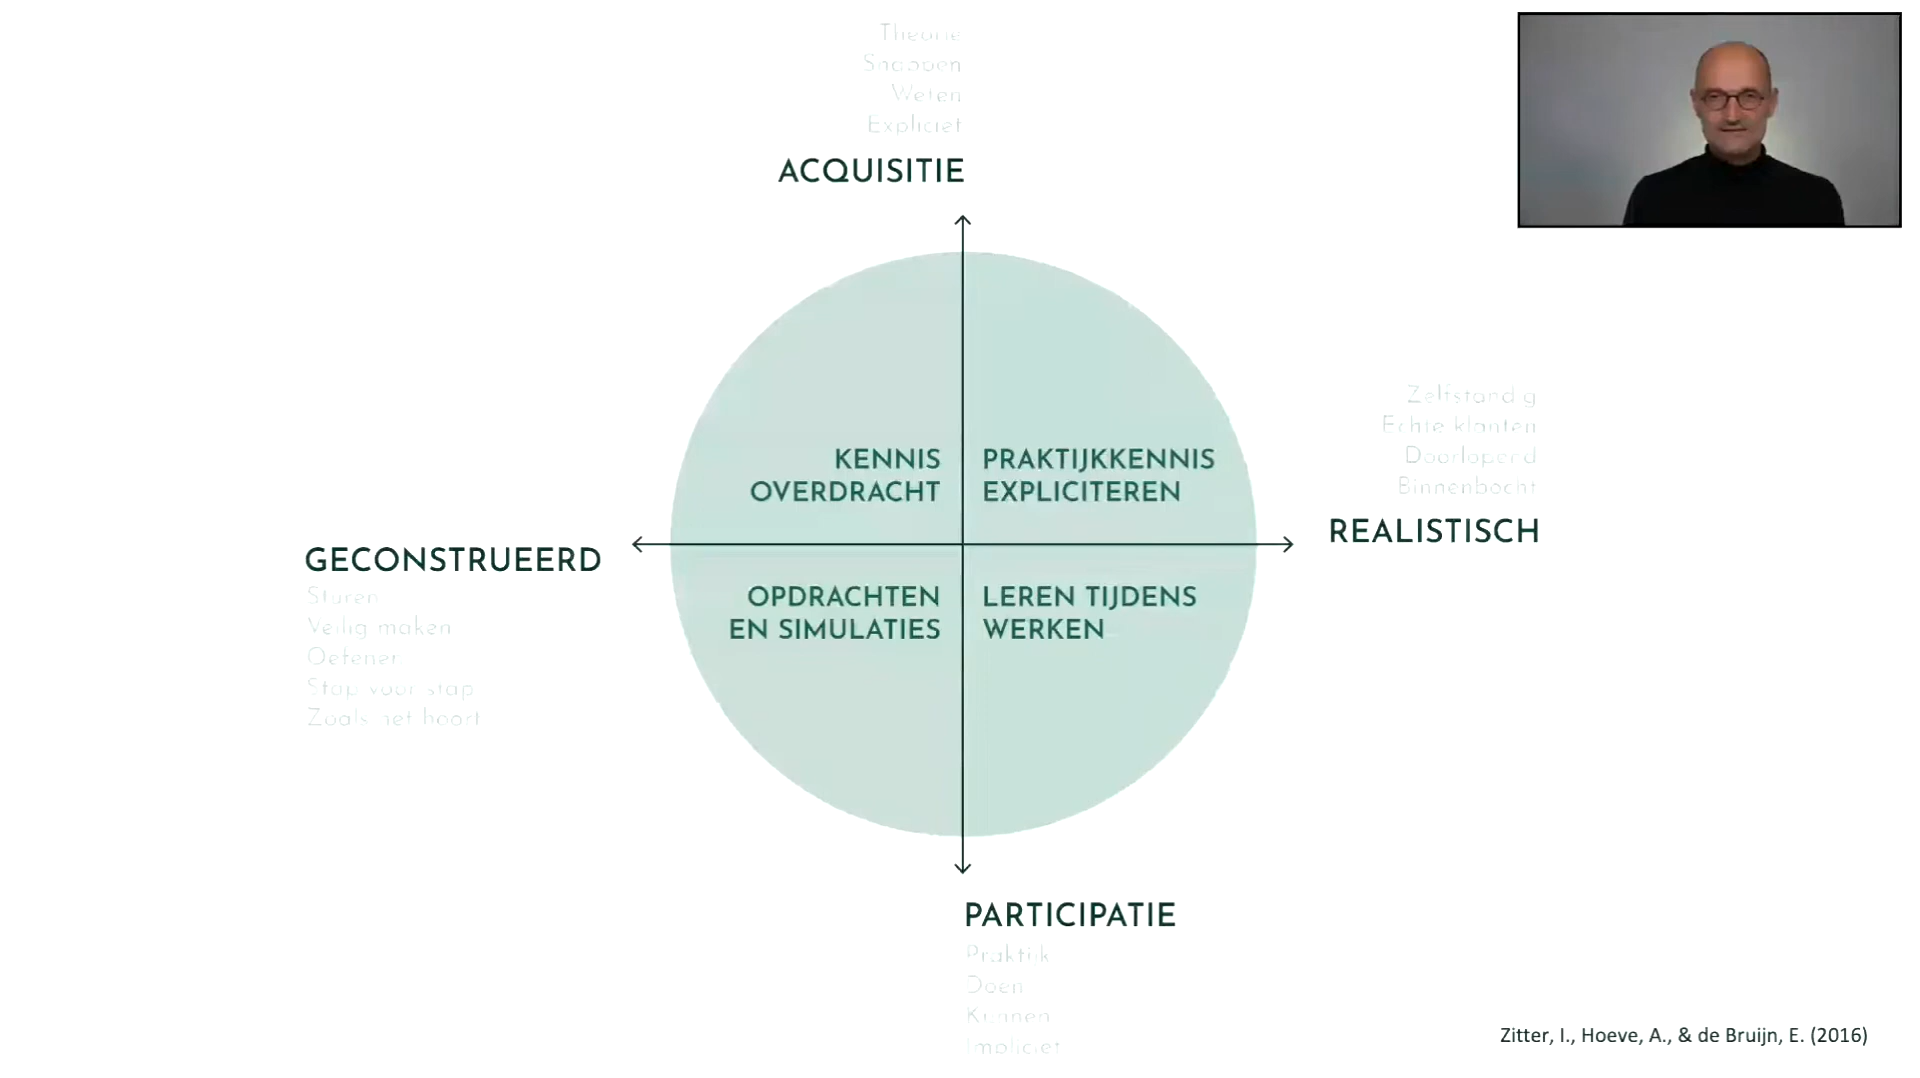 Theorie
Snappen
Weten
Expliciet
ACQUISITIE
Zelfstandig
Echte klanten
Doorlopend
Binnenbocht
REALISTISCH
KENNIS
OVERDRACHT
PRAKTIJKKENNIS
EXPLICITEREN
GECONSTRUEERD
Sturen
Veilig maken
Oefenen
Stap voor stap
Zoals het hoort
OPDRACHTEN
EN SIMULATIES
LEREN TIJDENS
WERKEN
PARTICIPATIE
Praktijk
Doen
Kunnen
Impliciet
Zitter, I., Hoeve, A., & de Bruijn, E. (2016)